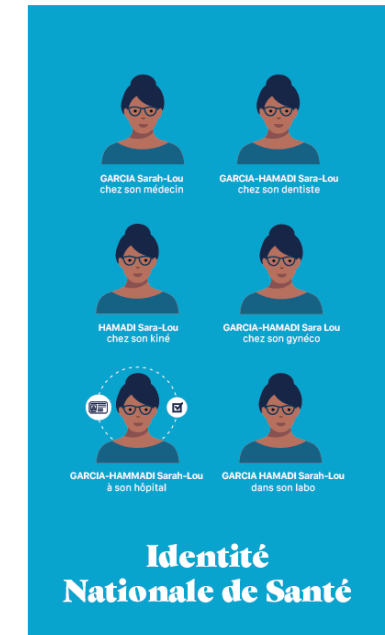 GARCIA Sarah-Lou
chez son médecin
GARCIA-HAMADI Sara-Lou
chez son dentiste
HAMADI Sara-Lou
chez son kiné
GARCIA-HAMADI Sara Lou
chez son gynéco
GARCIA-HAMMADI Sarah-Lou
à son hôpital
GARCIA HAMADI Sarah-Lou
dans son labo
Identité
Nationale de Santé